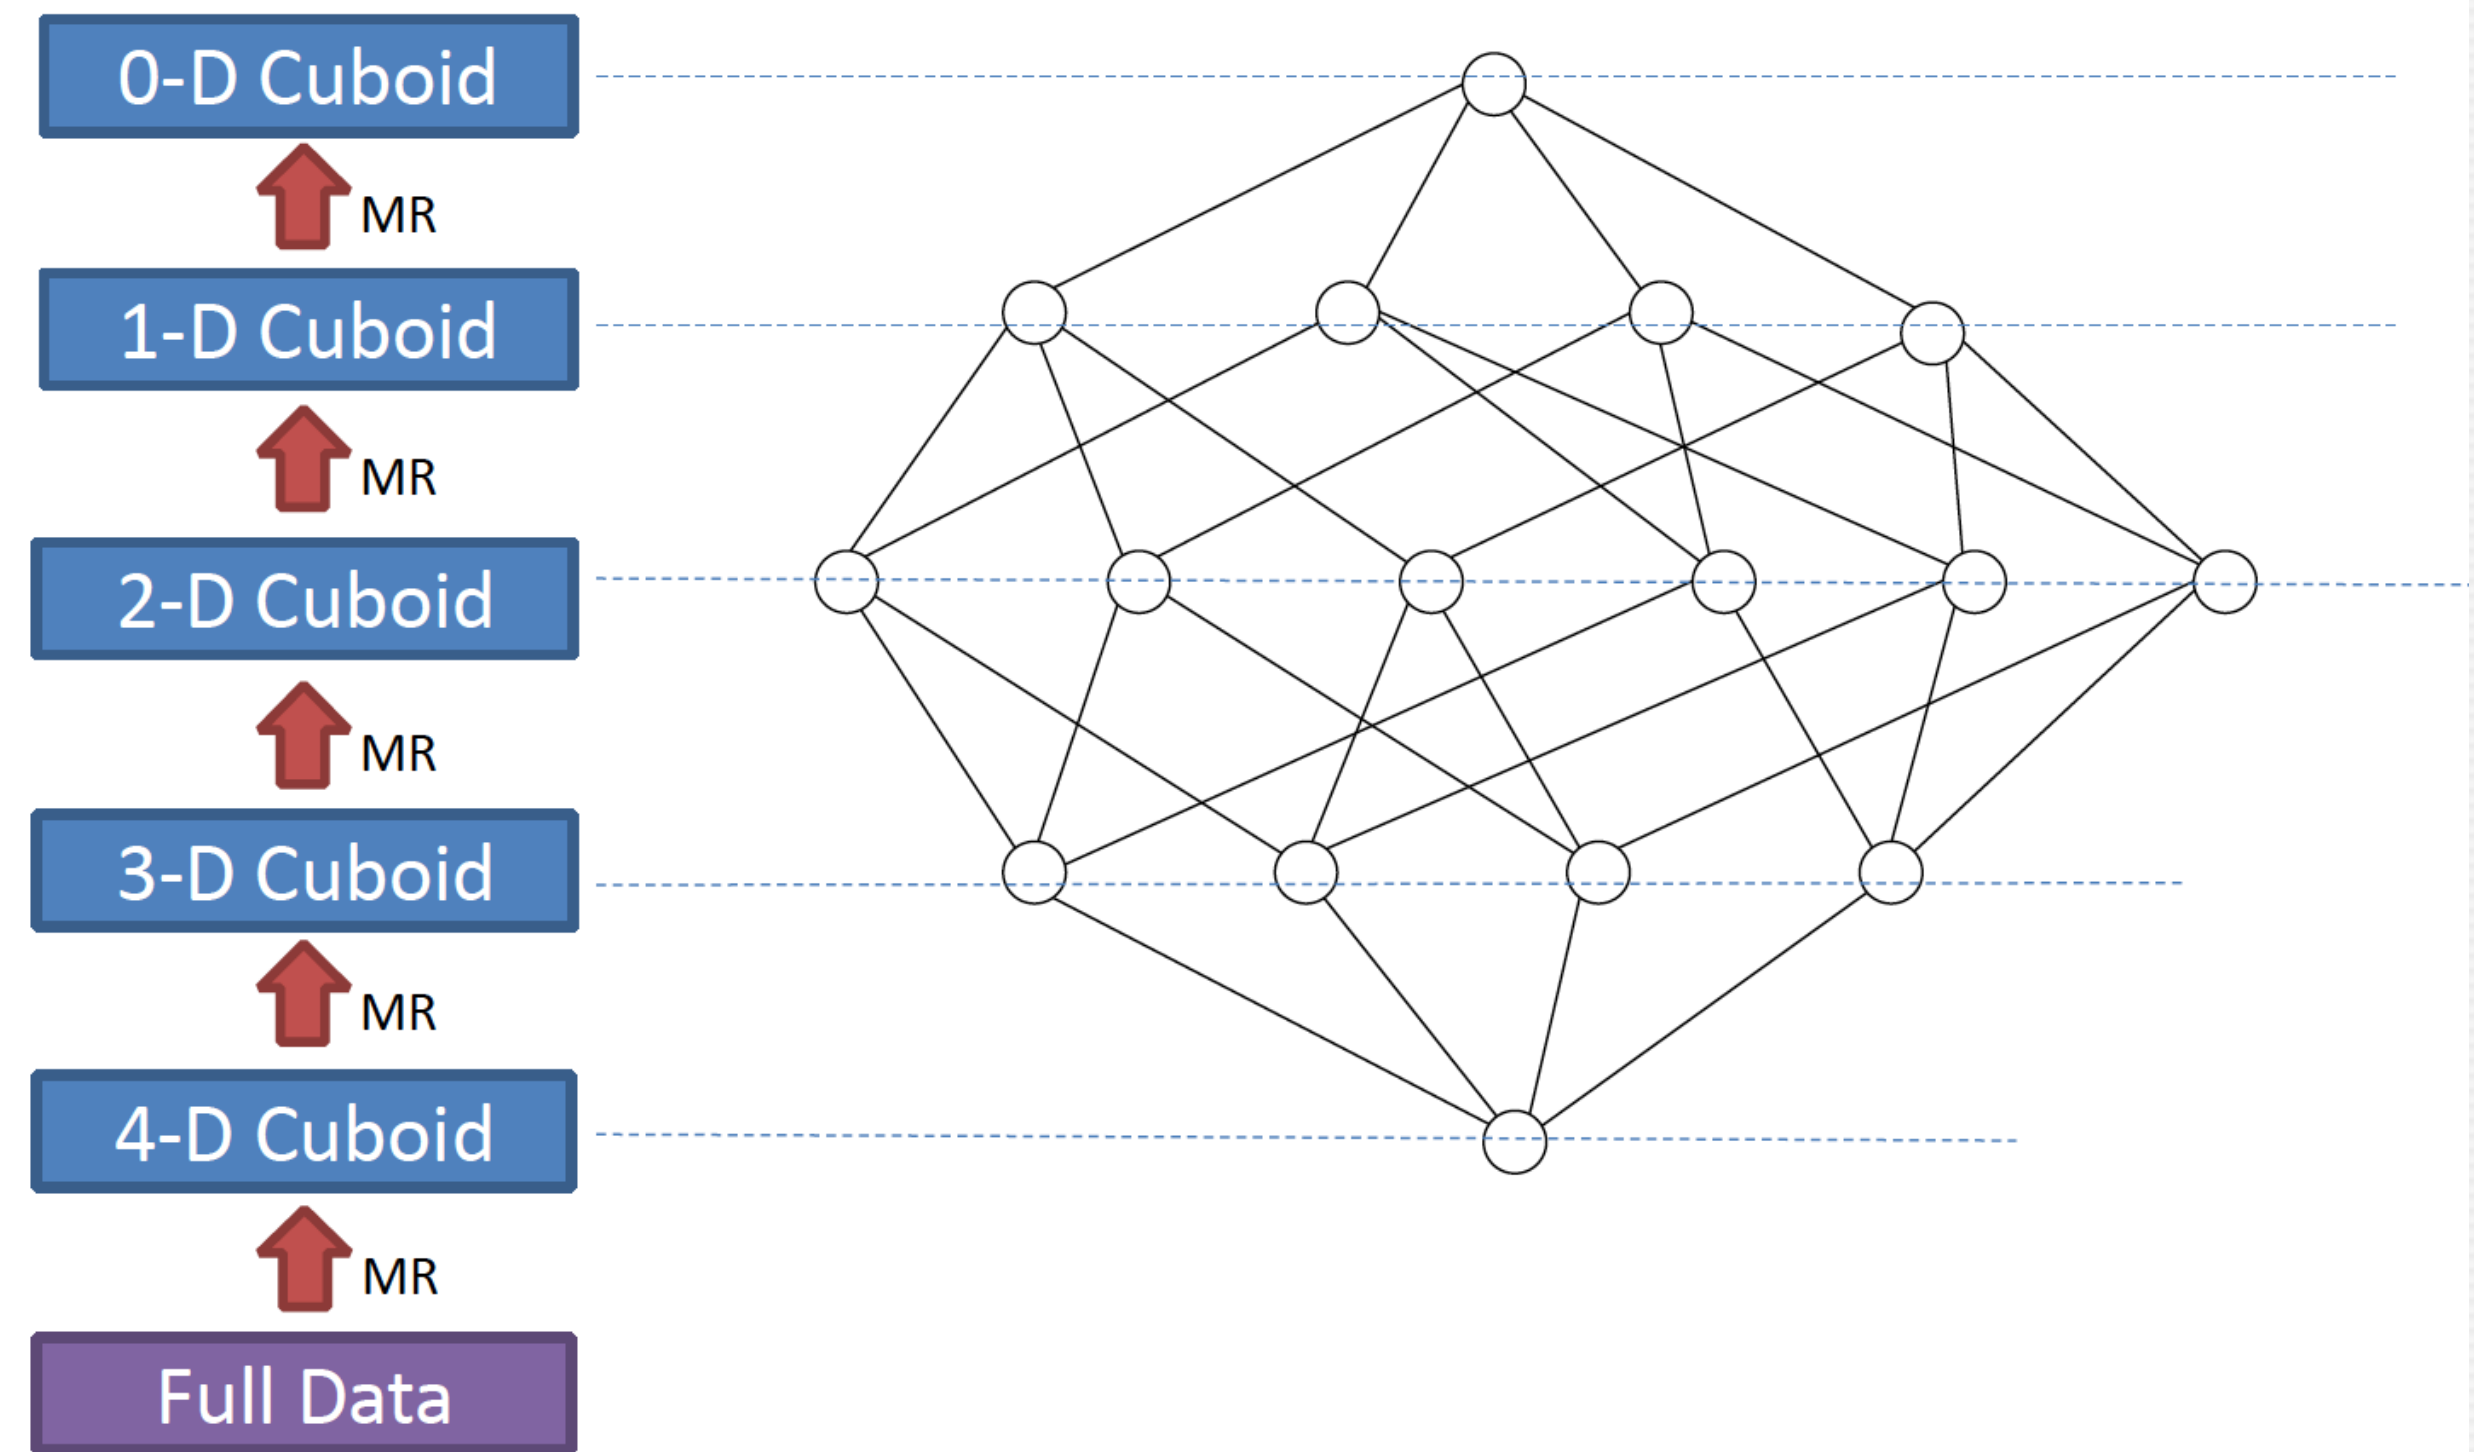 0-D Cuboid
MR
1-D Cuboid
MR
2-D Cuboid
MR
3-D Cuboid
MR
4-D Cuboid
MR
Full Data